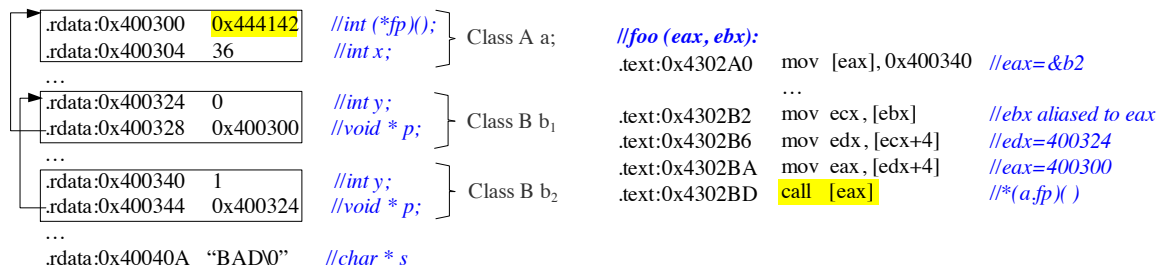 .rdata:0x400300 0x444142 //int (*fp)();
.rdata:0x400304 36 //int x;
Class A a;
…
.rdata:0x400324 0 //int y;
.rdata:0x400328 0x400300 //void * p;
Class B b1
…
.rdata:0x400340 1 //int y;
.rdata:0x400344 0x400324 //void * p;
Class B b2
…
.rdata:0x40040A “BAD\0” //char * s
//foo (eax, ebx):
.text:0x4302A0 mov [eax], 0x400340 //eax=&b2
…
.text:0x4302B2 mov ecx, [ebx] //ebx aliased to eax
.text:0x4302B6 mov edx, [ecx+4] //edx=400324
.text:0x4302BA mov eax, [edx+4] //eax=400300
.text:0x4302BD call [eax] //*(a.fp)( )